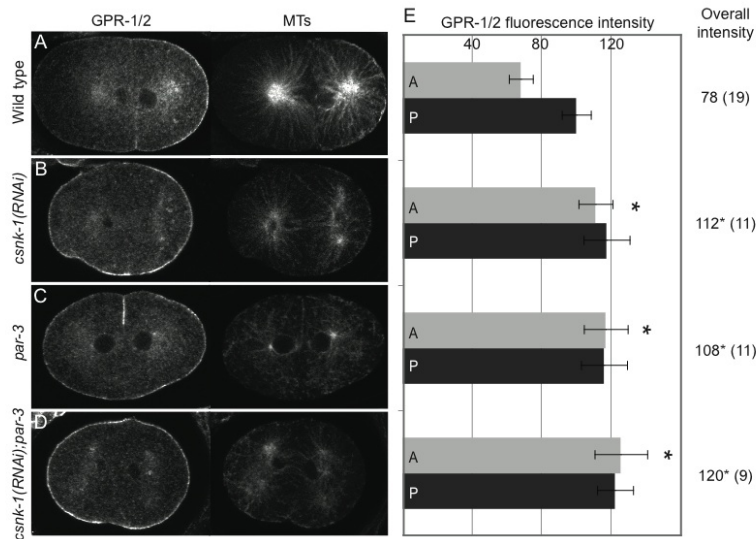 GPR-1/2
MTs
A
Wild type
B
csnk-1(RNAi)
C
par-3
D
csnk-1(RNAi);par-3
E
GPR-1/2 fluorescence intensity
Overall
intensity
40
80
120
A
P
78 (19)
A
*
P
112* (11)
A
*
P
108* (11)
A
*
P
120* (9)